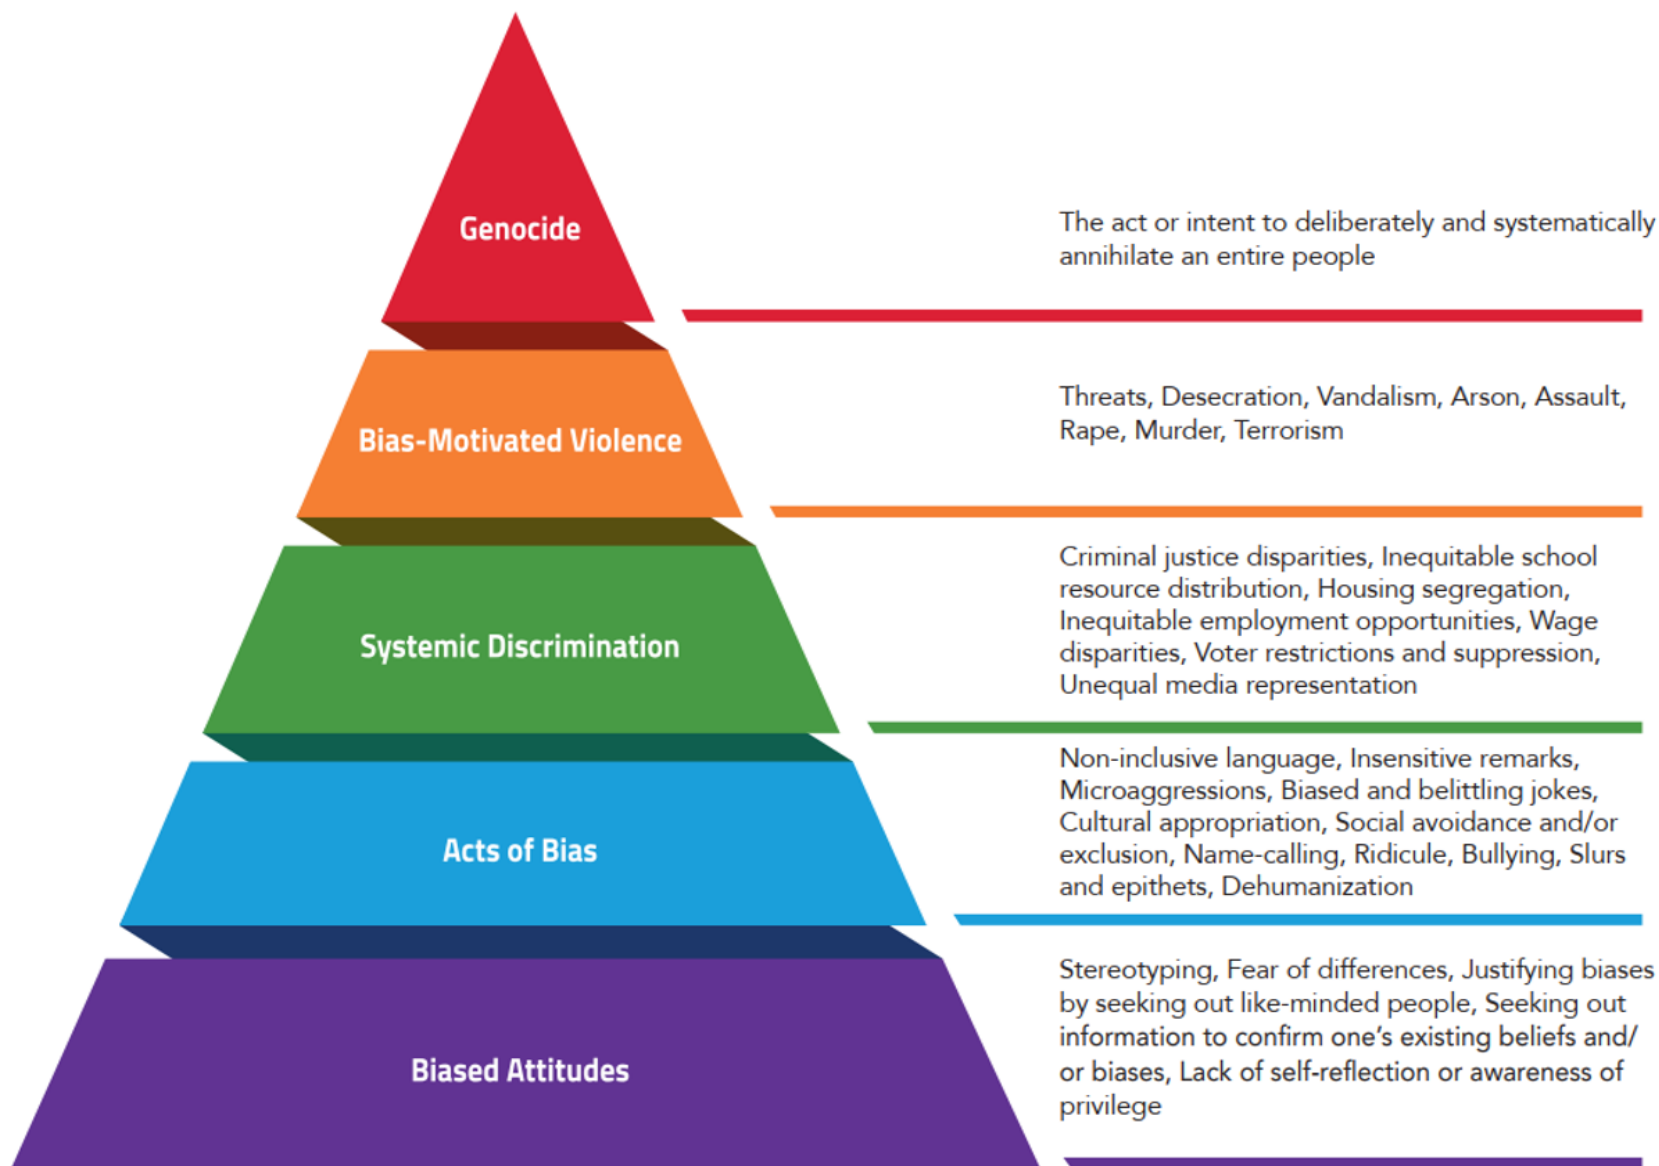 Genocide
The act or intent to deliberately and systematically
annihilate an entire people
Bias-Motivated Violence
Threats, Desecration, Vandalism, Arson, Assault,
Rape, Murder, Terrorism
Systemic Discrimination
Criminal justice disparities, Inequitable school
resource distribution, Housing segregation,
Inequitable employment opportunities, Wage
disparities, Voter restrictions and suppression,
Unequal media representation
Acts of Bias
Non-inclusive language, Insensitive remarks,
Microaggressions, Biased and belittling jokes,
Cultural appropriation, Social avoidance and/or
exclusion, Name-calling, Ridicule, Bullying, Slurs
and epithets, Dehumanization
Biased Attitudes
Stereotyping, Fear of differences, Justifying biases
by seeking out like-minded people, Seeking out
information to confirm one’s existing beliefs and/
or biases, Lack of self-reflection or awareness of
privilege